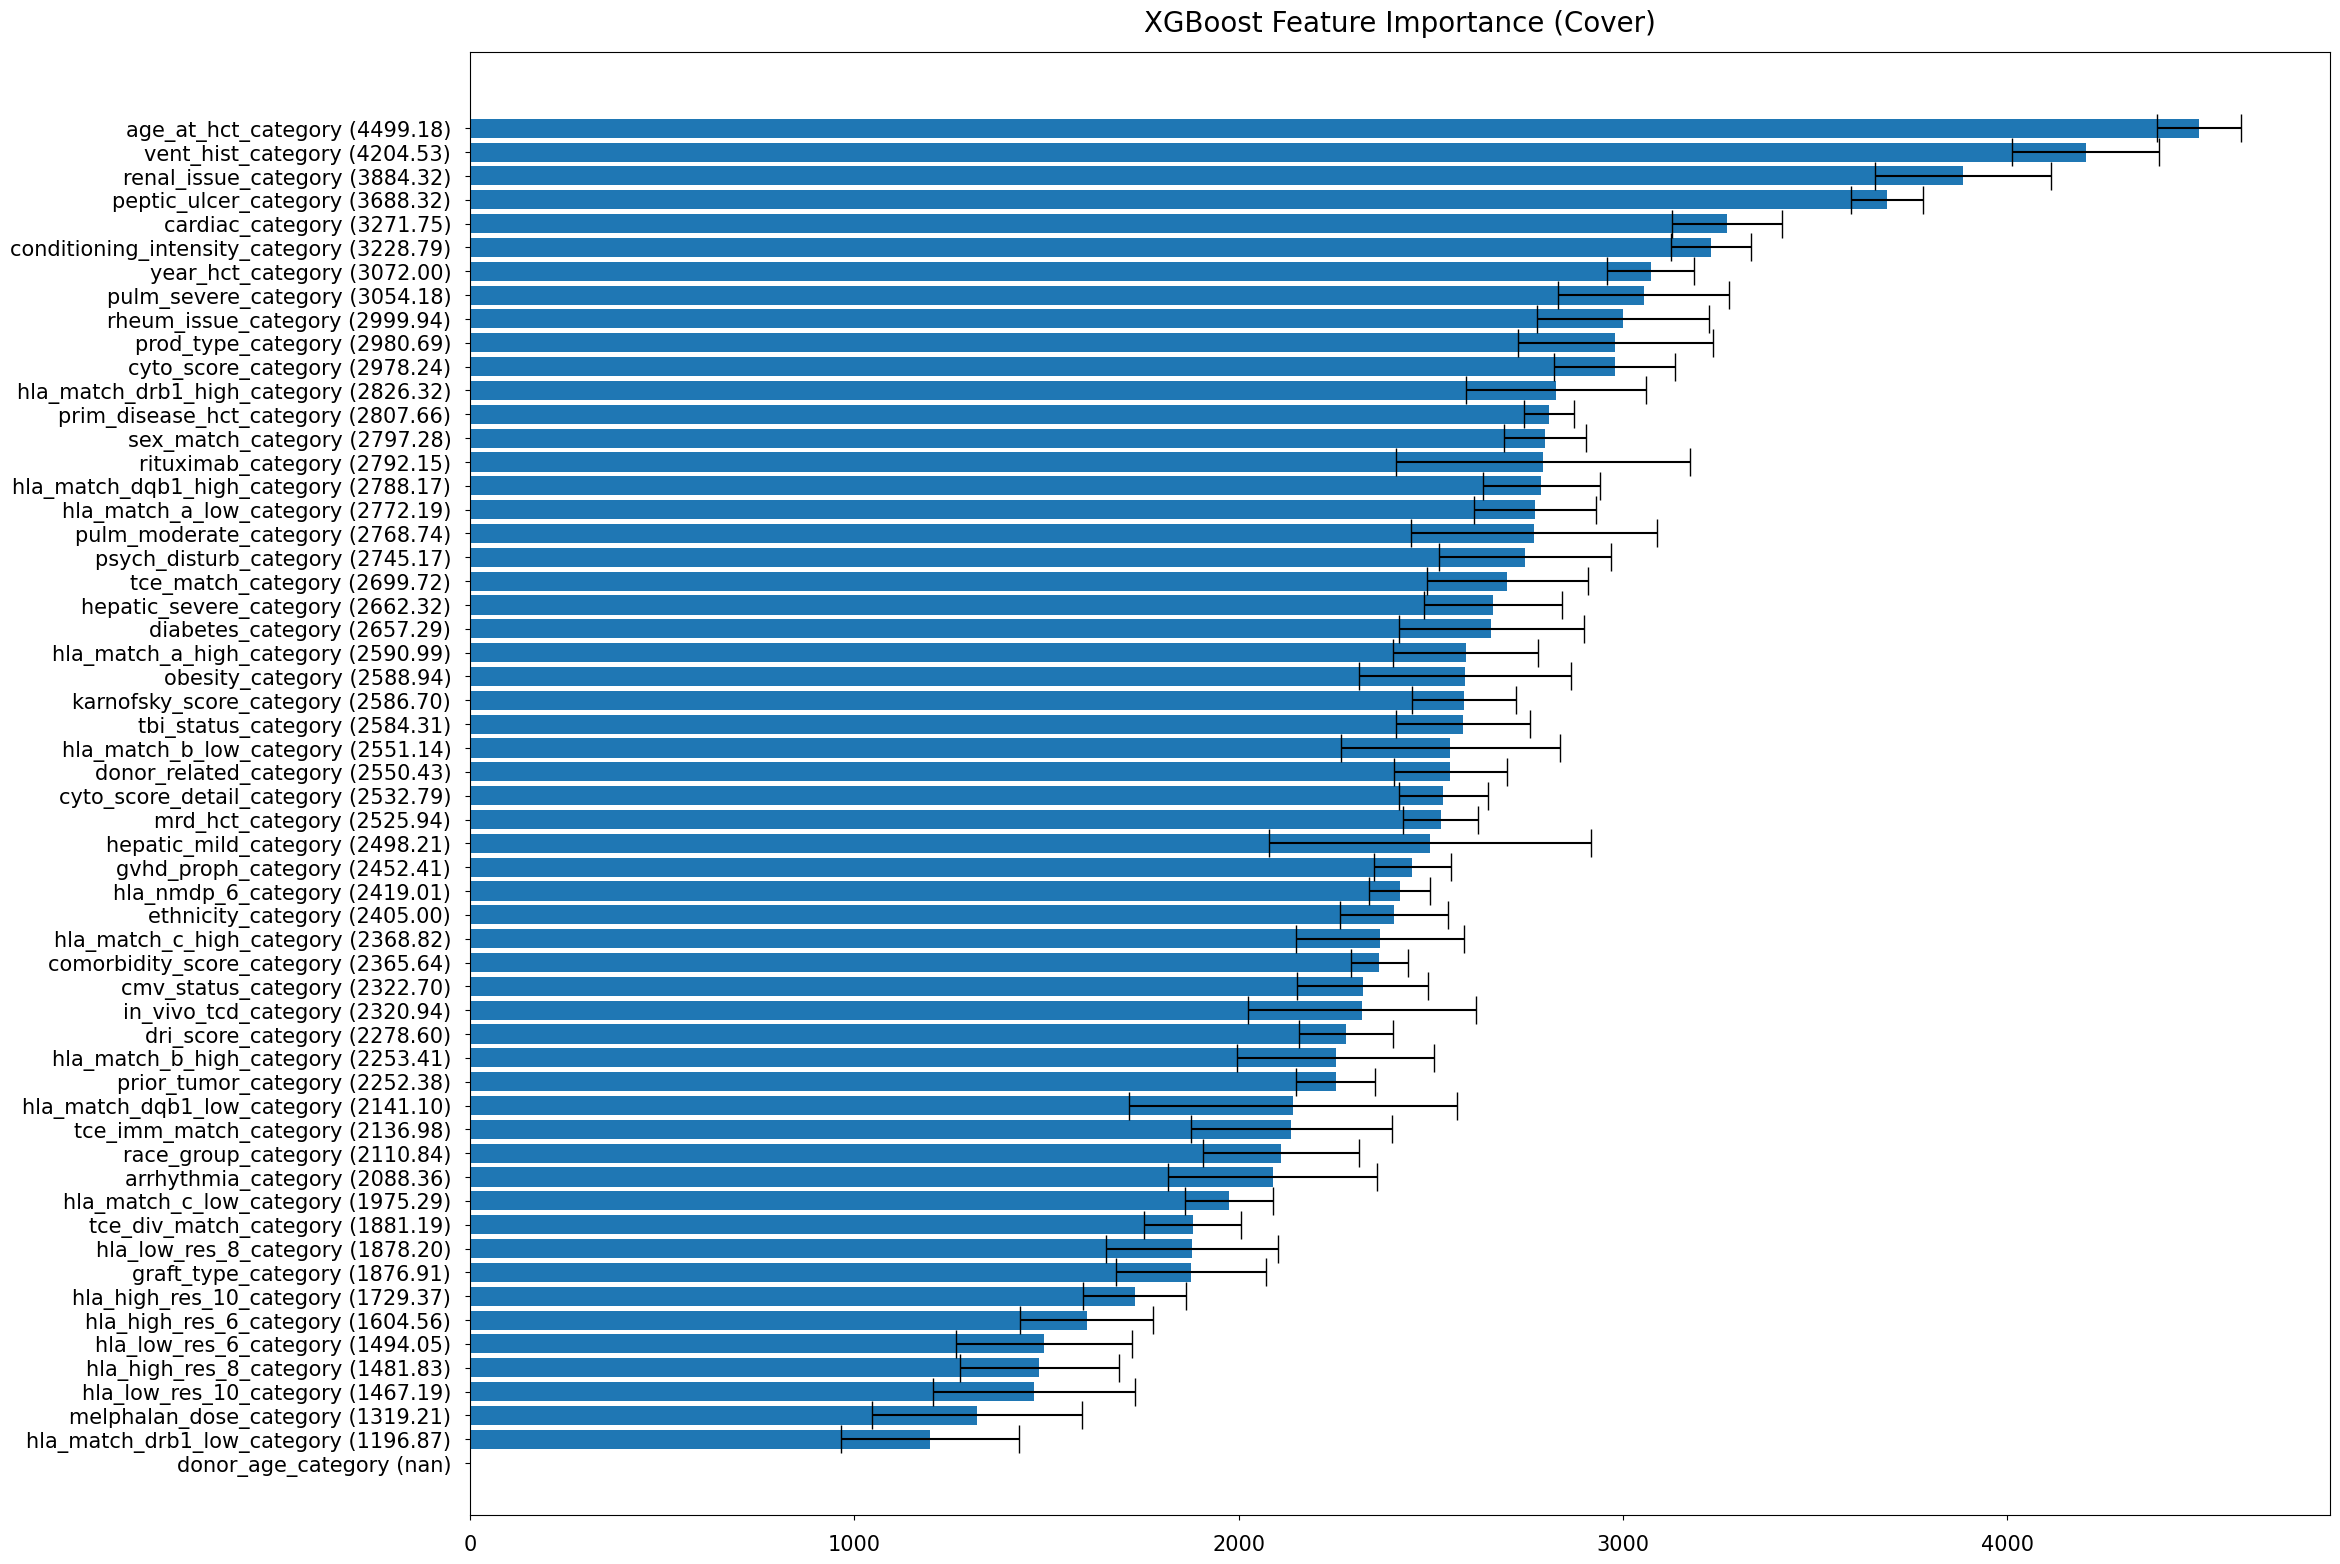 XGBoost Feature Importance (Cover)
age_at_hct_category (4499.18)
vent_hist_category (4204.53)
renal_issue_category (3884.32)
peptic_ulcer_category (3688.32)
cardiac_category (3271.75)
conditioning_intensity_category (3228.79)
year_hct_category (3072.00)
pulm_severe_category (3054.18)
rheum_issue_category (2999.94)
prod_type_category (2980.69)
cyto_score_category (2978.24)
hla_match_drb1_high_category (2826.32)
prim_disease_hct_category (2807.66)
sex_match_category (2797.28)
rituximab_category (2792.15)
hla_match_dqb1_high_category (2788.17)
hla_match_a_low_category (2772.19)
pulm_moderate_category (2768.74)
psych_disturb_category (2745.17)
tce_match_category (2699.72)
hepatic_severe_category (2662.32)
diabetes_category (2657.29)
hla_match_a_high_category (2590.99)
obesity_category (2588.94)
karnofsky_score_category (2586.70)
tbi_status_category (2584.31)
hla_match_b_low_category (2551.14)
donor_related_category (2550.43)
cyto_score_detail_category (2532.79)
mrd_hct_category (2525.94)
hepatic_mild_category (2498.21)
gvhd_proph_category (2452.41)
hla_nmdp_6_category (2419.01)
ethnicity_category (2405.00)
hla_match_c_high_category (2368.82)
comorbidity_score_category (2365.64)
cmv_status_category (2322.70)
in_vivo_tcd_category (2320.94)
dri_score_category (2278.60)
hla_match_b_high_category (2253.41)
prior_tumor_category (2252.38)
hla_match_dqb1_low_category (2141.10)
tce_imm_match_category (2136.98)
race_group_category (2110.84)
arrhythmia_category (2088.36)
hla_match_c_low_category (1975.29)
tce_div_match_category (1881.19)
hla_low_res_8_category (1878.20)
graft_type_category (1876.91)
hla_high_res_10_category (1729.37)
hla_high_res_6_category (1604.56)
hla_low_res_6_category (1494.05)
hla_high_res_8_category (1481.83)
hla_low_res_10_category (1467.19)
melphalan_dose_category (1319.21)
hla_match_drb1_low_category (1196.87)
donor_age_category (nan)
0 1000 2000 3000 4000